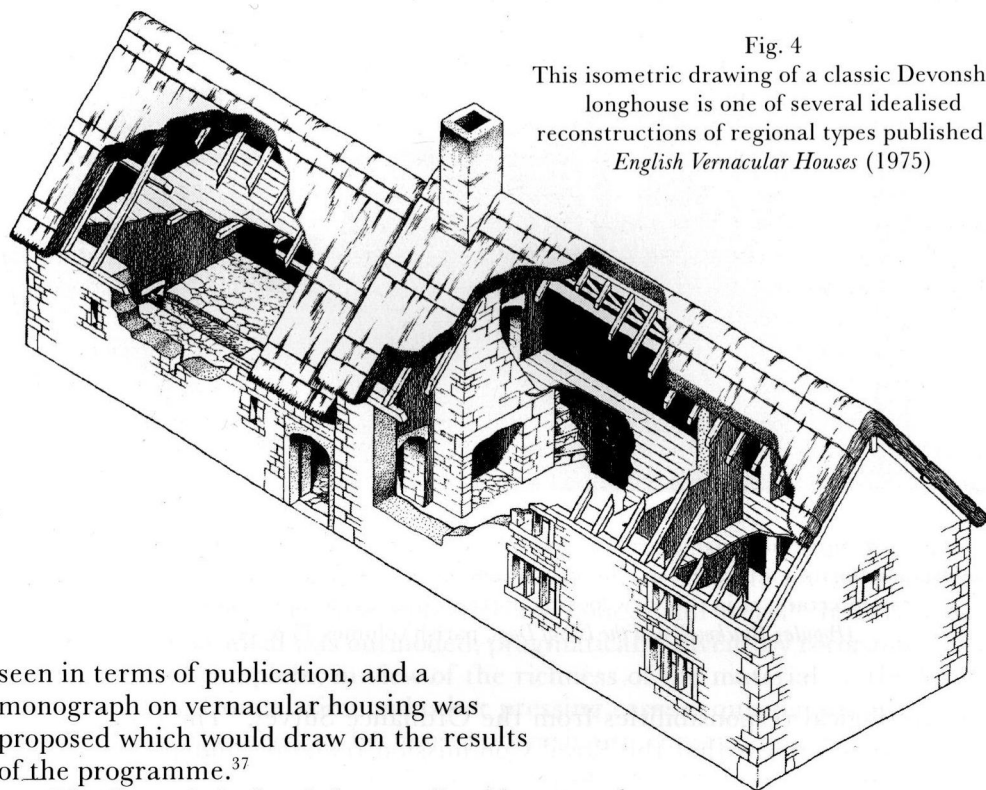 Fig. 4
This isometric drawing of a classic Devonsh
longhouse is one of several idealised
reconstructions of regional types published
English Vernacular Houses (1975)
seen in terms of publication, and a
monograph on vernacular housing was
proposed which would draw on the results
of the programme.37